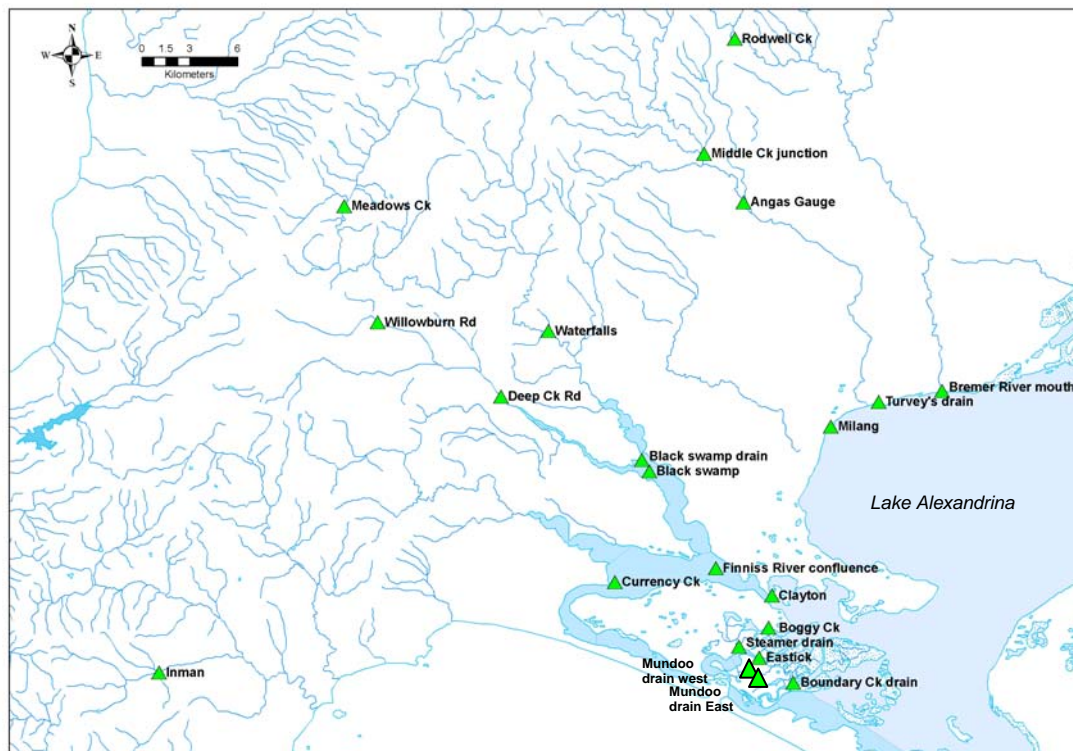 N
W E
S
0 1.5 3 6
Kilometers
Rodwell Ck
Middle Ck junction
Angas Gauge
Meadows Ck
Willowburn Rd
Waterfalls
Deep Ck Rd
Bremer River mouth
Turvey's drain
Milang
Black swamp drain
Black swamp
Lake Alexandrina
Finniss River confluence
Currency Ck
Clayton
Boggy Ck
Steamer drain
Eastick
Mundoo
drain west
Inman
Boundary Ck drain
Mundoo
drain East